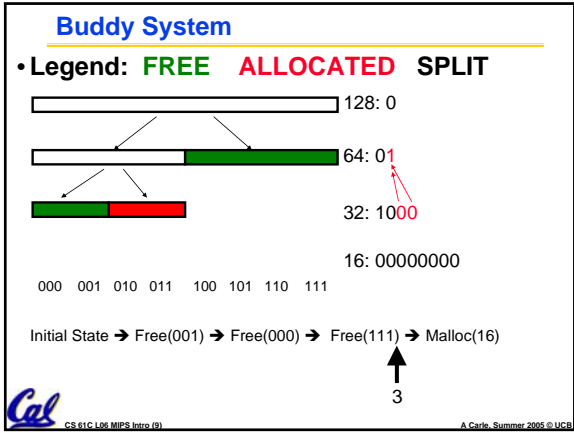 Buddy System
• Legend: FREE ALLOCATED SPLIT
128: 0
64: 01
32: 1000
16: 00000000
000 001 010 011 100 101 110 111
Initial State ➔ Free(001) ➔ Free(000) ➔ Free(111) ➔ Malloc(16)
3
Cal
CS 61C L06 MIPS Intro (9)
A Carle, Summer 2005 © UCB